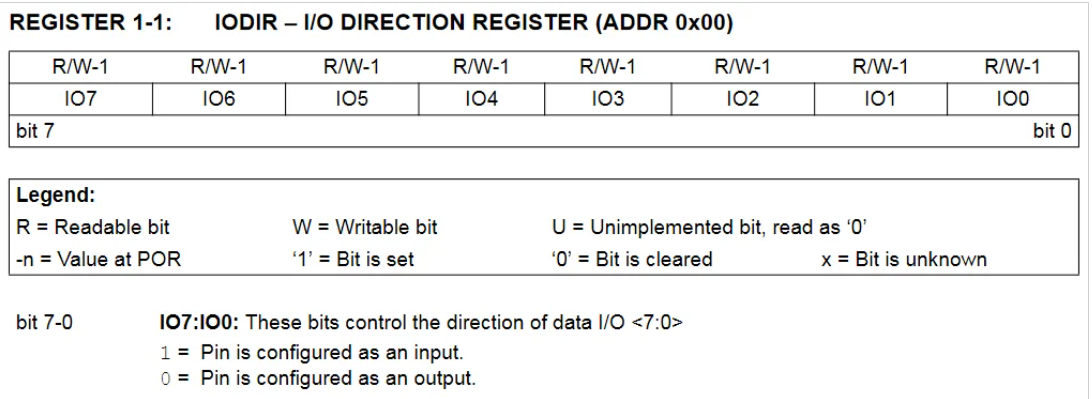 REGISTER 1-1: IODIR – I/O DIRECTION REGISTER (ADDR 0x00)
R/W-1 R/W-1 R/W-1 R/W-1 R/W-1 R/W-1 R/W-1 R/W-1
IO7 IO6 IO5 IO4 IO3 IO2 IO1 IO0
bit 7 bit 0
Legend:
R = Readable bit W = Writable bit U = Unimplemented bit, read as ‘0’
-n = Value at POR ‘1’ = Bit is set ‘0’ = Bit is cleared x = Bit is unknown
bit 7-0 IO7:IO0: These bits control the direction of data I/O <7:0>
1 = Pin is configured as an input.
0 = Pin is configured as an output.